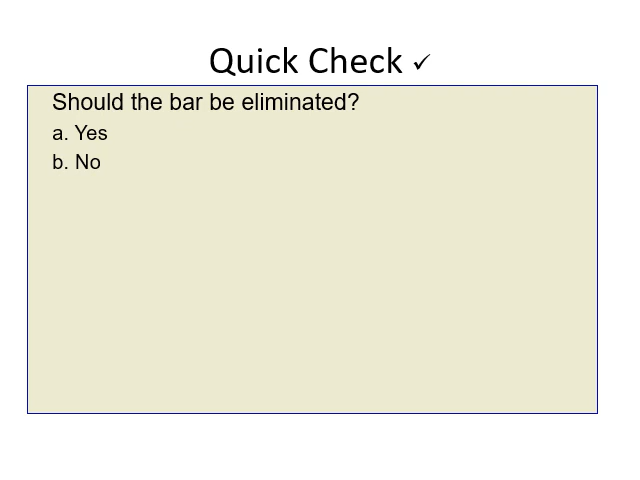 Quick Check ✓
Should the bar be eliminated?
a. Yes
b. No